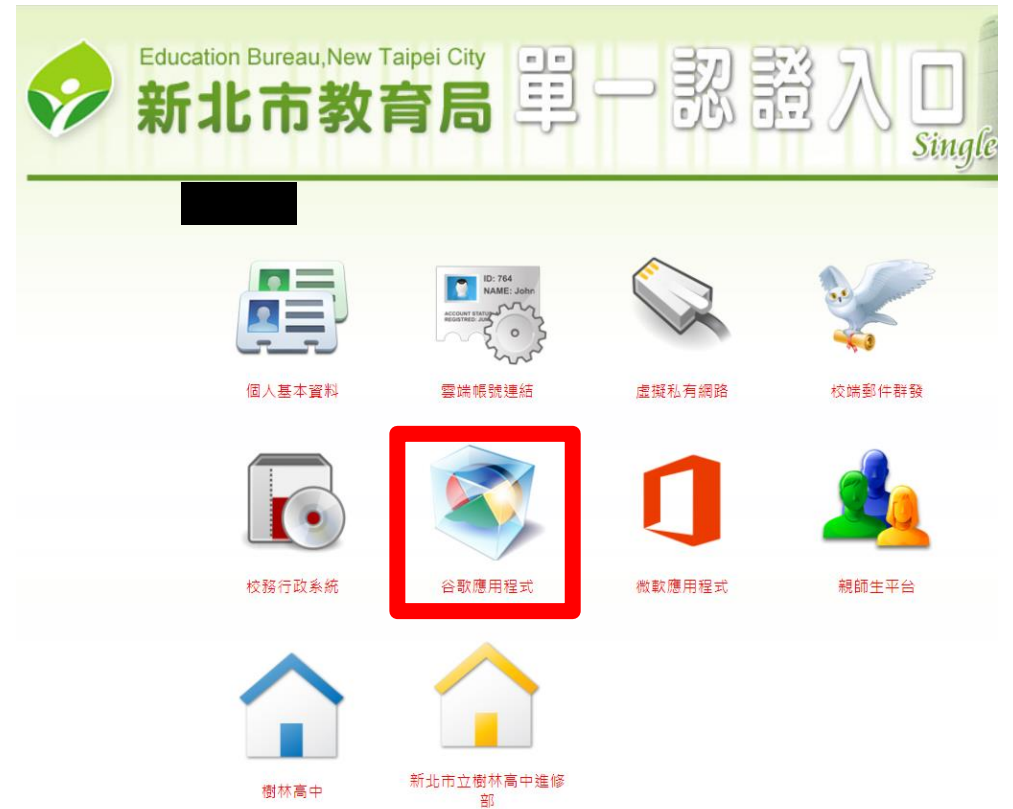 Education Bureau,New Taipei City
新北市教育局 單一認證入口
Single
ID: 764
NAME: John
個人基本資料 雲端帳號連結 虛擬私有網路 校端郵件群發
校務行政系統 谷歌應用程式 微軟應用程式 親師生平台
樹林高中 新北市立樹林高中進修
部